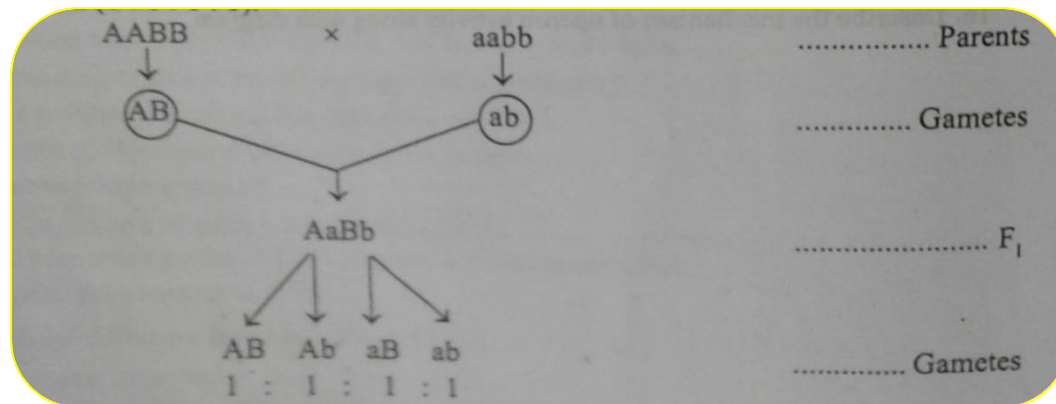 AABB × aabb ............... Parents
AB ab ............. Gametes
AaBb ...................... F₁
AB Ab aB ab ............. Gametes
1 : 1 : 1 : 1